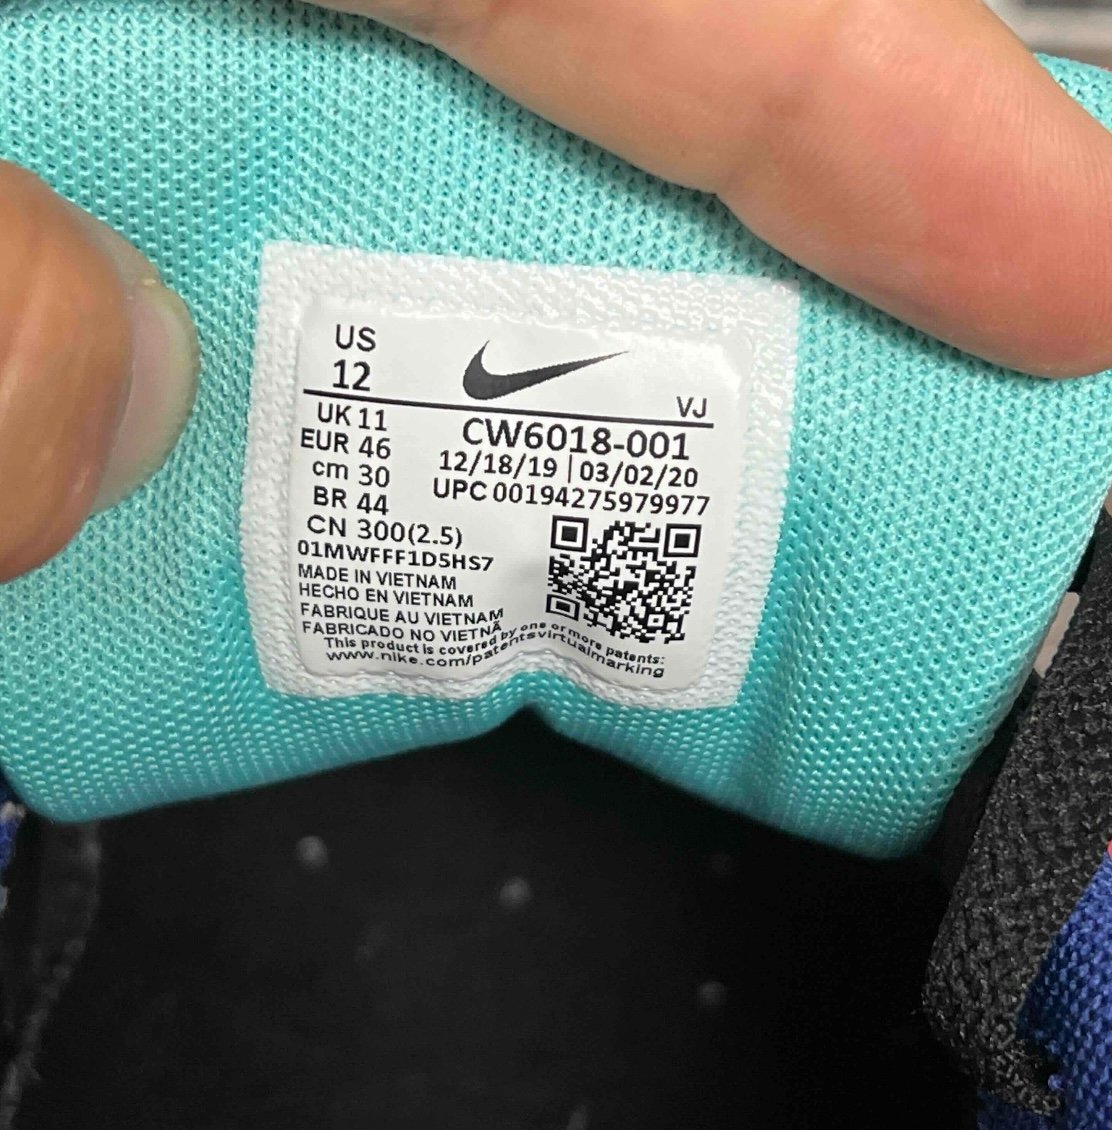 US
12
VJ
UK 11
CW6018-001
EUR 46
12/18/19 | 03/02/20
cm 30
UPC 00194275979977
BR 44
CN 300(2.5)
01MWFFF1D5HS7
MADE IN VIETNAM
HECHO EN VIETNAM
FABRIQUE AU VIETNAM
FABRICADO NO VIETNÃ
This product is covered by one or more patents:
www.nike.com/patentsvirtualmarking